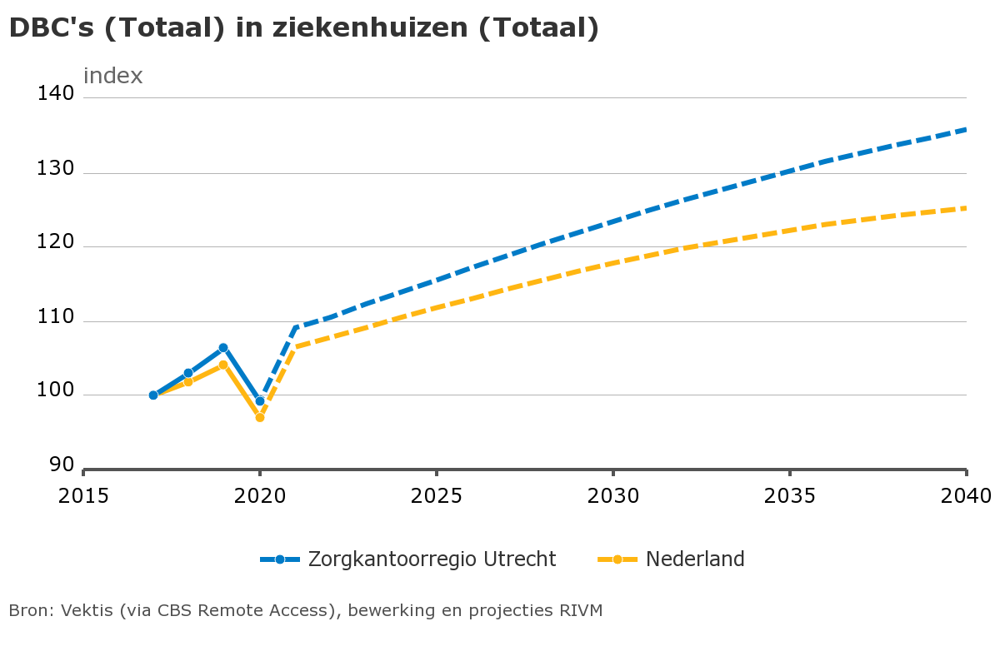 DBC's (Totaal) in ziekenhuizen (Totaal)
index
140
130
120
110
100
90
2015 2020 2025 2030 2035 2040
Zorgkantoorregio Utrecht Nederland
Bron: Vektis (via CBS Remote Access), bewerking en projecties RIVM